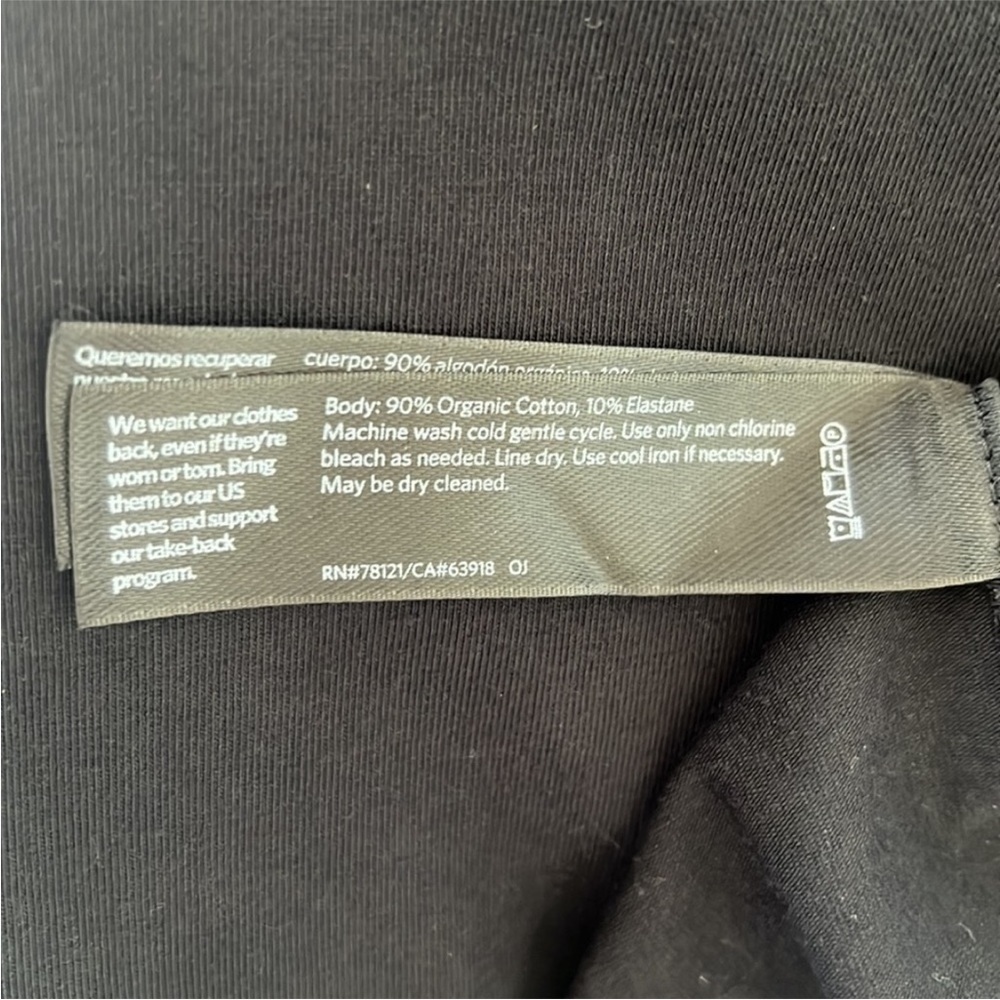 Queremos recuperar
cuerpo: 90% algodón
We want our clothes
back, even if they're
worn or torn. Bring
them to our US
stores and support
our take-back
program.
Body: 90% Organic Cotton, 10% Elastane
Machine wash cold gentle cycle. Use only non chlorine
bleach as needed. Line dry. Use cool iron if necessary.
May be dry cleaned.
RN#78121/CA#63918 OJ
P